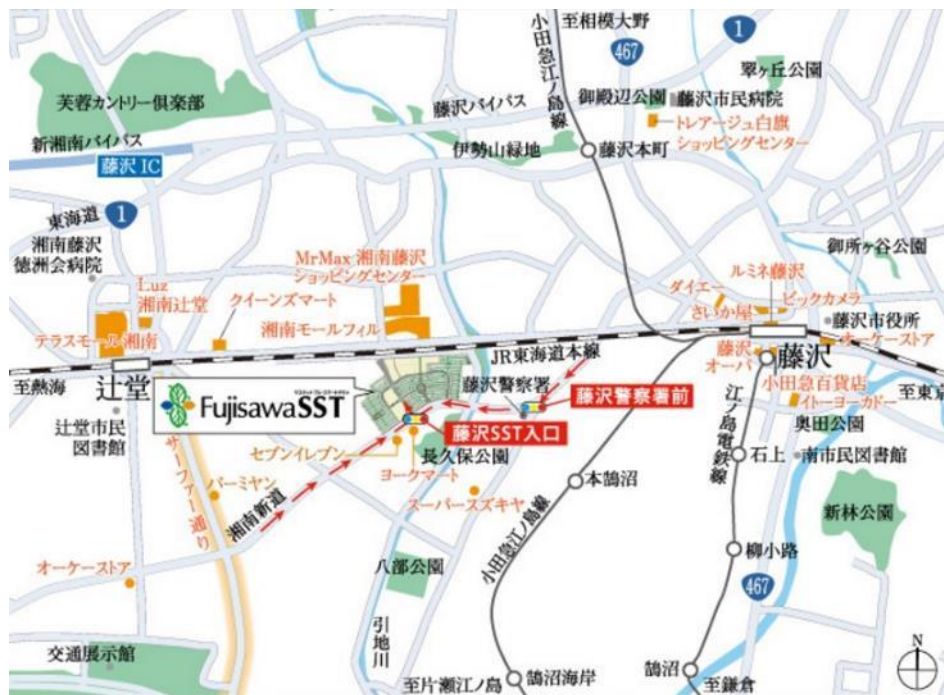 至相模大野
小田急江ノ島線
467
1
翠ヶ丘公園
芙蓉カントリー倶楽部
藤沢バイパス
御殿辺公園
藤沢市民病院
トレアージュ白旗
ショッピングセンター
新湘南バイパス
藤沢IC
伊勢山緑地
藤沢本町
東海道
1
湘南藤沢
徳洲会病院
御所ヶ谷公園
MrMax 湘南藤沢
ショッピングセンター
Luz
湘南辻堂
クイーンズマート
ルミネ藤沢
ダイエー
ビックカメラ
さいか屋
湘南モールフィル
テラスモール湘南
藤沢市役所
オーケーストア
JR東海道本線
藤沢
オーパ
藤沢
至熱海
辻堂
小田急百貨店
イトーヨーカドー
至東京
FujisawaSST
藤沢警察署
藤沢警察署前
奥田公園
辻堂市民
図書館
藤沢SST入口
江ノ島電鉄線
セブンイレブン
長久保公園
石上
南市民図書館
サーファー通り
バーミヤン
ヨークマート
本鵠沼
湘南新道
スーパースズキヤ
小田急江ノ島線
新林公園
オーケーストア
八部公園
柳小路
467
引地川
交通展示館
鵠沼海岸
鵠沼
至片瀬江ノ島
至鎌倉
N